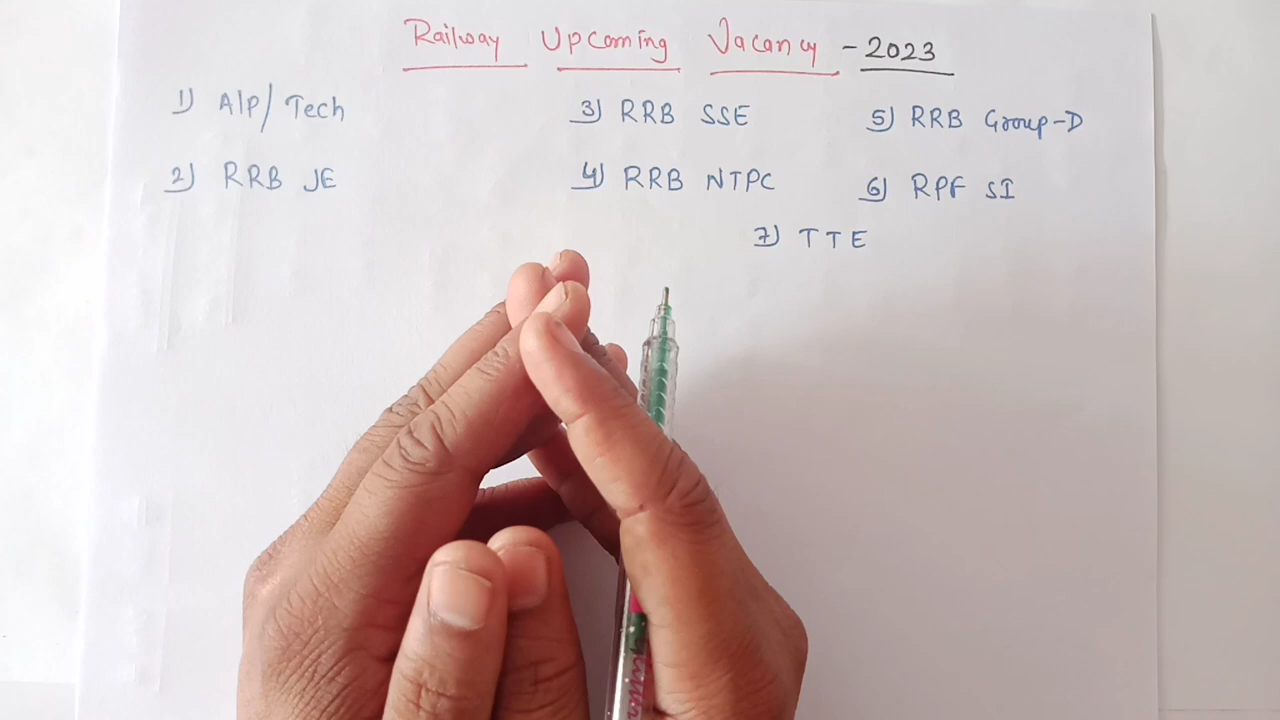 Railway Upcoming Vacancy - 2023
1) AlP/Tech
2) RRB JE
3) RRB SSE
4) RRB NTPC
5) RRB Group-D
6) RPF SI
7) TTE